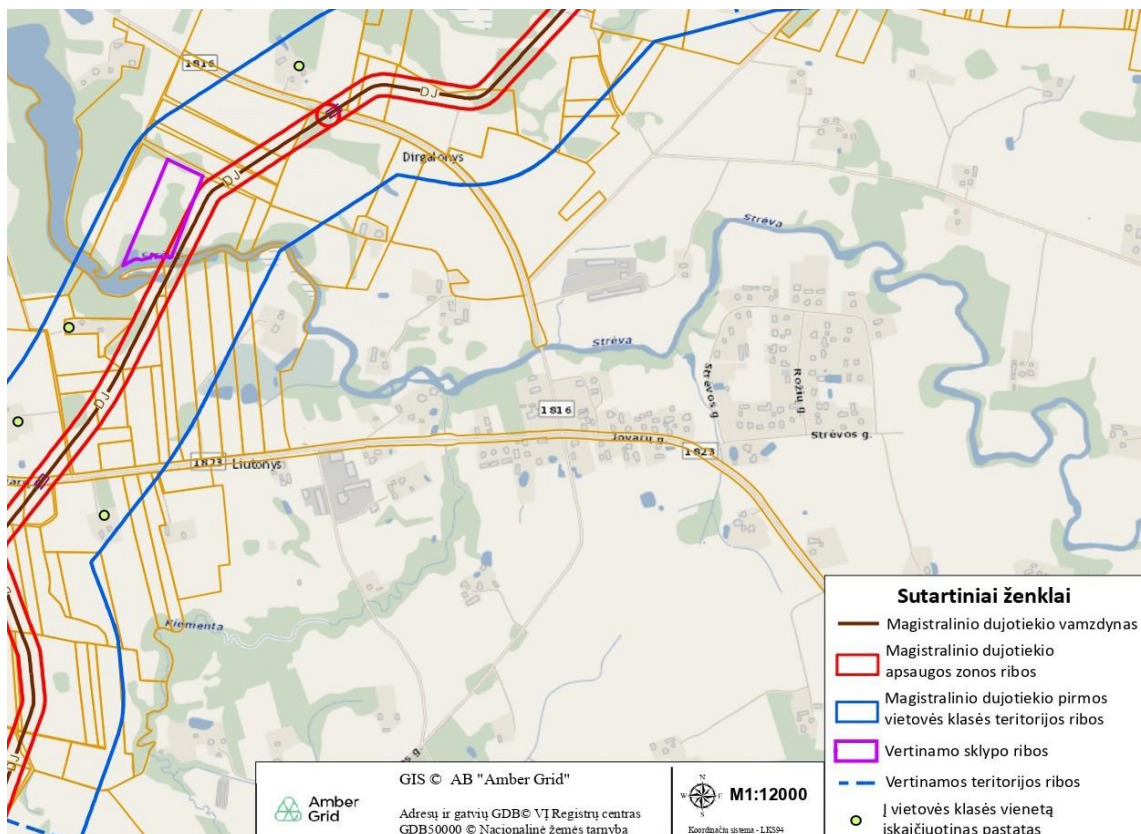 1816
DJ
Dirgalonys
DJ
Strėva
Strėva
1816
Strėvos g.
Rožių g.
DJ
Jovarų g.
Strėvos g.
1823
Liutonys
1823
Kiementa
DJ
s g.
Sutartiniai ženklai
Magistralinio dujotiekio vamzdynas
Magistralinio dujotiekio
apsaugos zonos ribos
Magistralinio dujotiekio pirmos
vietovės klasės teritorijos ribos
Vertinamo sklypo ribos
Vertinamos teritorijos ribos
Į vietovės klasės vienetą
įskaičiuotinas pastatas
Amber
Grid
GIS © AB "Amber Grid"
Adresų ir gatvių GDB© VĮ Registrų centras
GDB50000 © Nacionalinė žemės tarnyba
N
W
E
S
M1:12000
Koordinačių sistema - LKS94